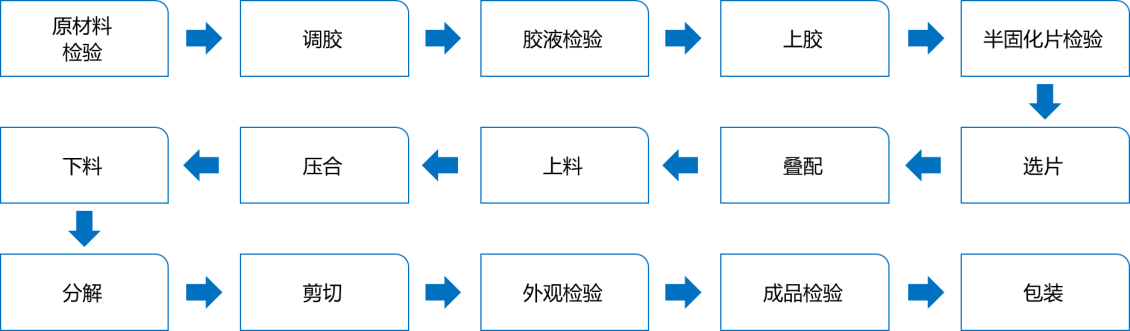 原材料
检验
调胶
胶液检验
上胶
半固化片检验
选片
叠配
上料
压合
下料
分解
剪切
外观检验
成品检验
包装